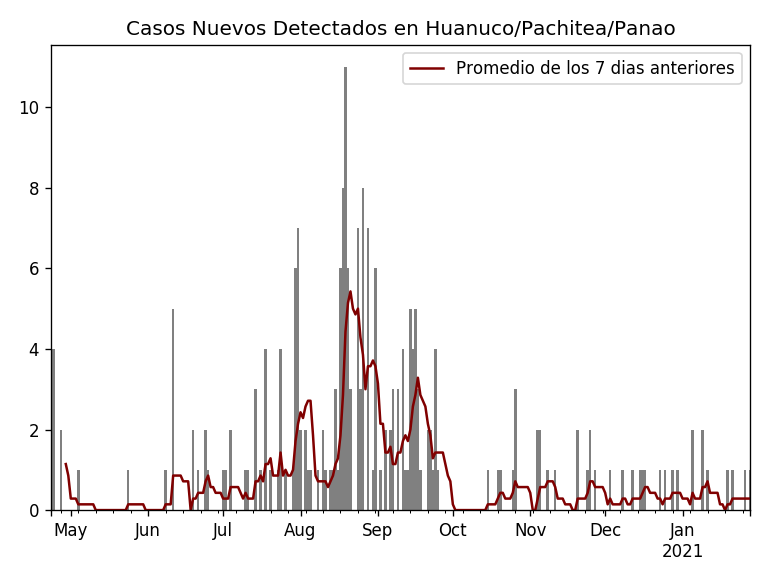 Casos Nuevos Detectados en Huanuco/Pachitea/Panao
Promedio de los 7 dias anteriores
10
8
6
4
2
0
May Jun Jul Aug Sep Oct Nov Dec Jan
2021